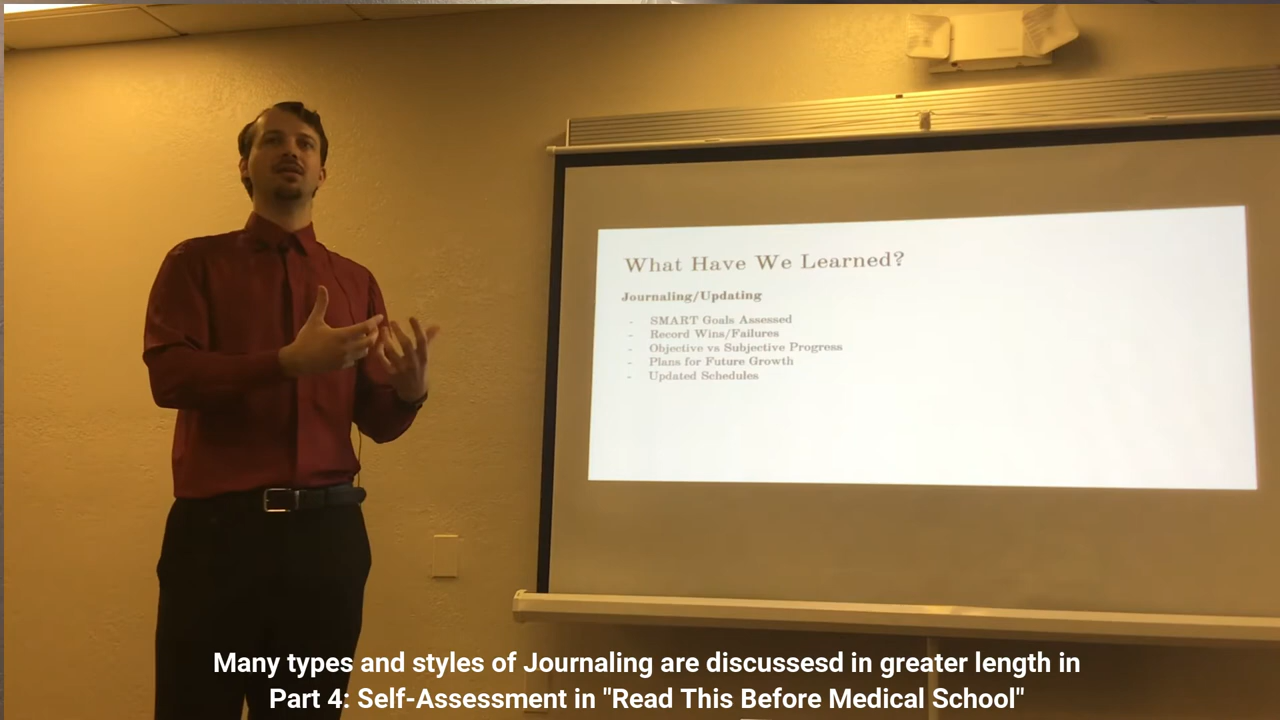 What Have We Learned?
Journaling/Updating
- SMART Goals Assessed
- Record Wins/Failures
- Objective vs Subjective Progress
- Plans for Future Growth
- Updated Schedules
Many types and styles of Journaling are discussesd in greater length in
Part 4: Self-Assessment in "Read This Before Medical School"